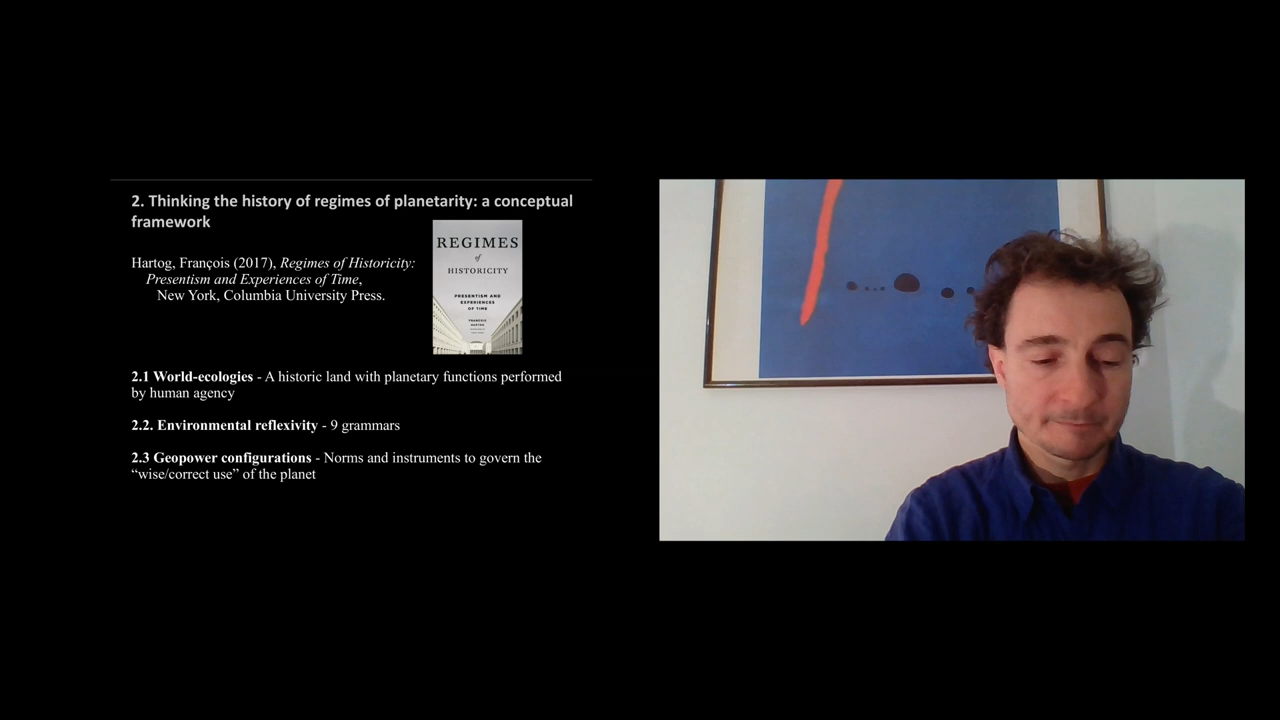 2. Thinking the history of regimes of planetarity: a conceptual
framework
Hartog, François (2017), Regimes of Historicity:
Presentism and Experiences of Time,
New York, Columbia University Press.
REGIMES
of
HISTORICITY
PRESENTISM AND
EXPERIENCES
OF TIME
FRANÇOIS
HARTOG
2.1 World-ecologies - A historic land with planetary functions performed
by human agency
2.2. Environmental reflexivity - 9 grammars
2.3 Geopower configurations - Norms and instruments to govern the
“wise/correct use” of the planet